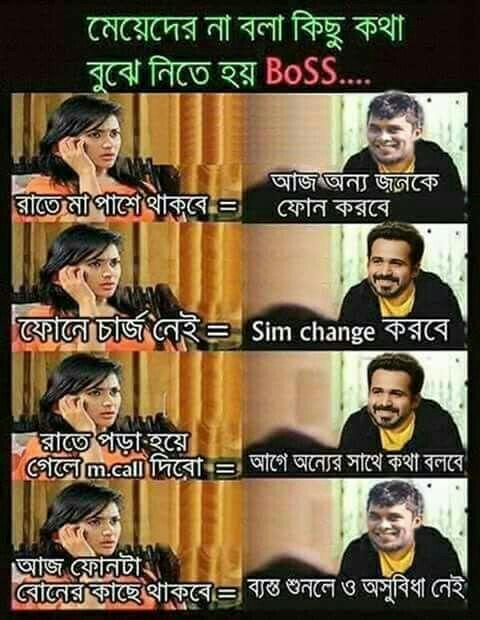 মেয়েদের না বলা কিছু কথা
বুঝে নিতে হয় BoSS....
রাতে মা পাশে থাকবে =
আজ অন্য জনকে
ফোন করবে
ফোনে চার্জ নেই =
Sim change করবে
রাতে পড়া হয়ে
গেলে m.call দিবো =
আগে অন্যের সাথে কথা বলবে
আজ ফোনটা
বোনের কাছে থাকবে =
ব্যস্ত শুনলে ও অসুবিধা নেই